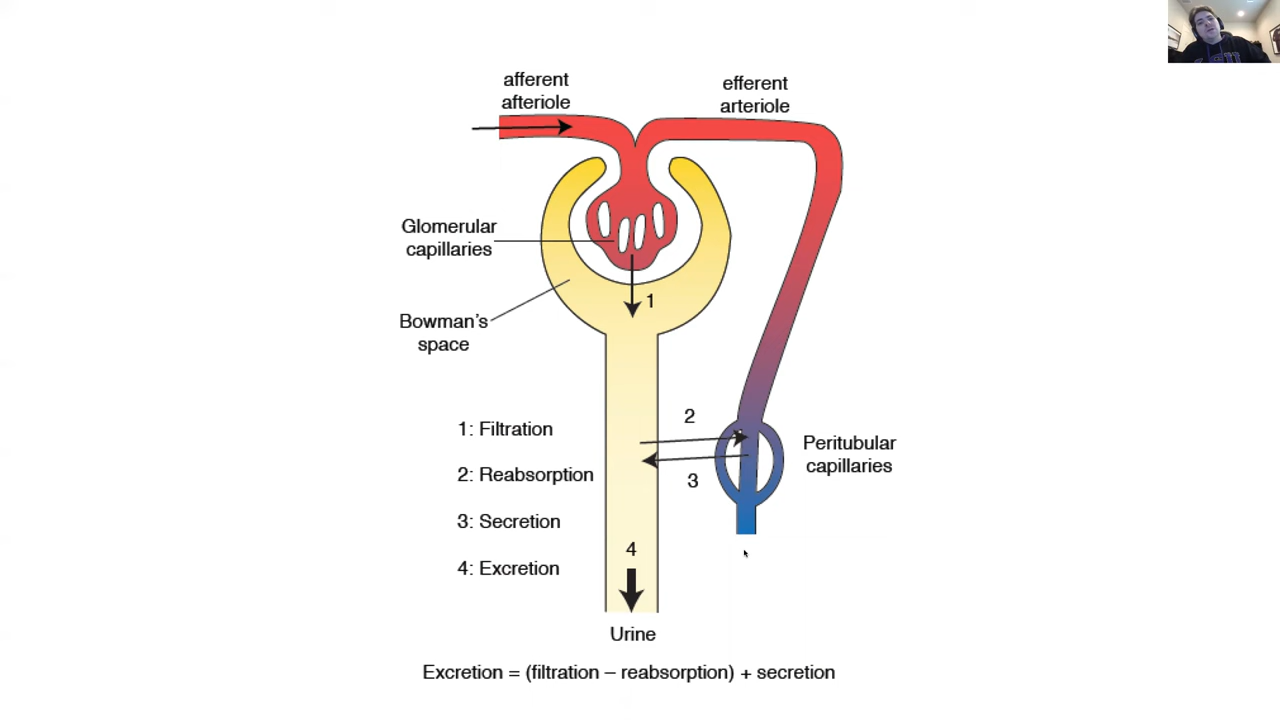 afferent
afteriole
efferent
arteriole
Glomerular
capillaries
1
Bowman's
space
2
1: Filtration
Peritubular
capillaries
2: Reabsorption
3
3: Secretion
4
4: Excretion
Urine
Excretion = (filtration – reabsorption) + secretion